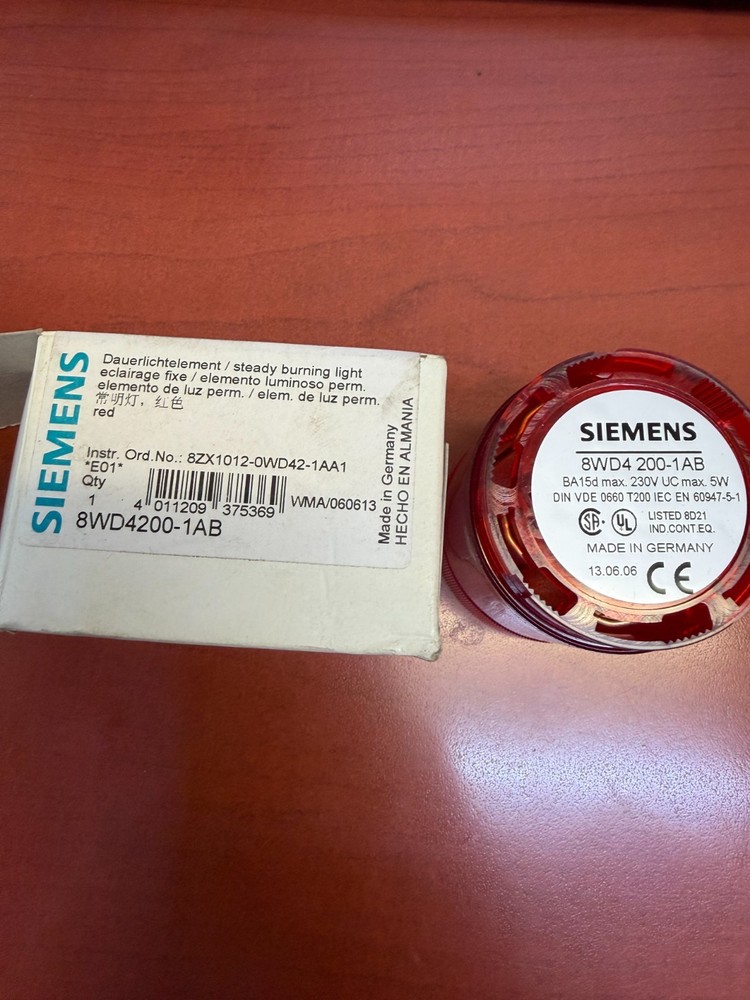 SIEMENS
Dauerlichtelement / steady burning light
eclairage fixe / elemento luminoso perm.
elemento de luz perm. / elem. de luz perm.
常明灯，红色
red
Instr. Ord.No.: 8ZX1012-0WD42-1AA1
*E01*
Qty
1
4 011209 375369
WMA/060613
8WD4200-1AB
Made in Germany
HECHO EN ALMANIA
SIEMENS
8WD4 200-1AB
BA15d max. 230V UC max. 5W
DIN VDE 0660 T200 IEC EN 60947-5-1
SA UL LISTED 8D21
IND.CONT.EQ.
MADE IN GERMANY
13.06.06 CE